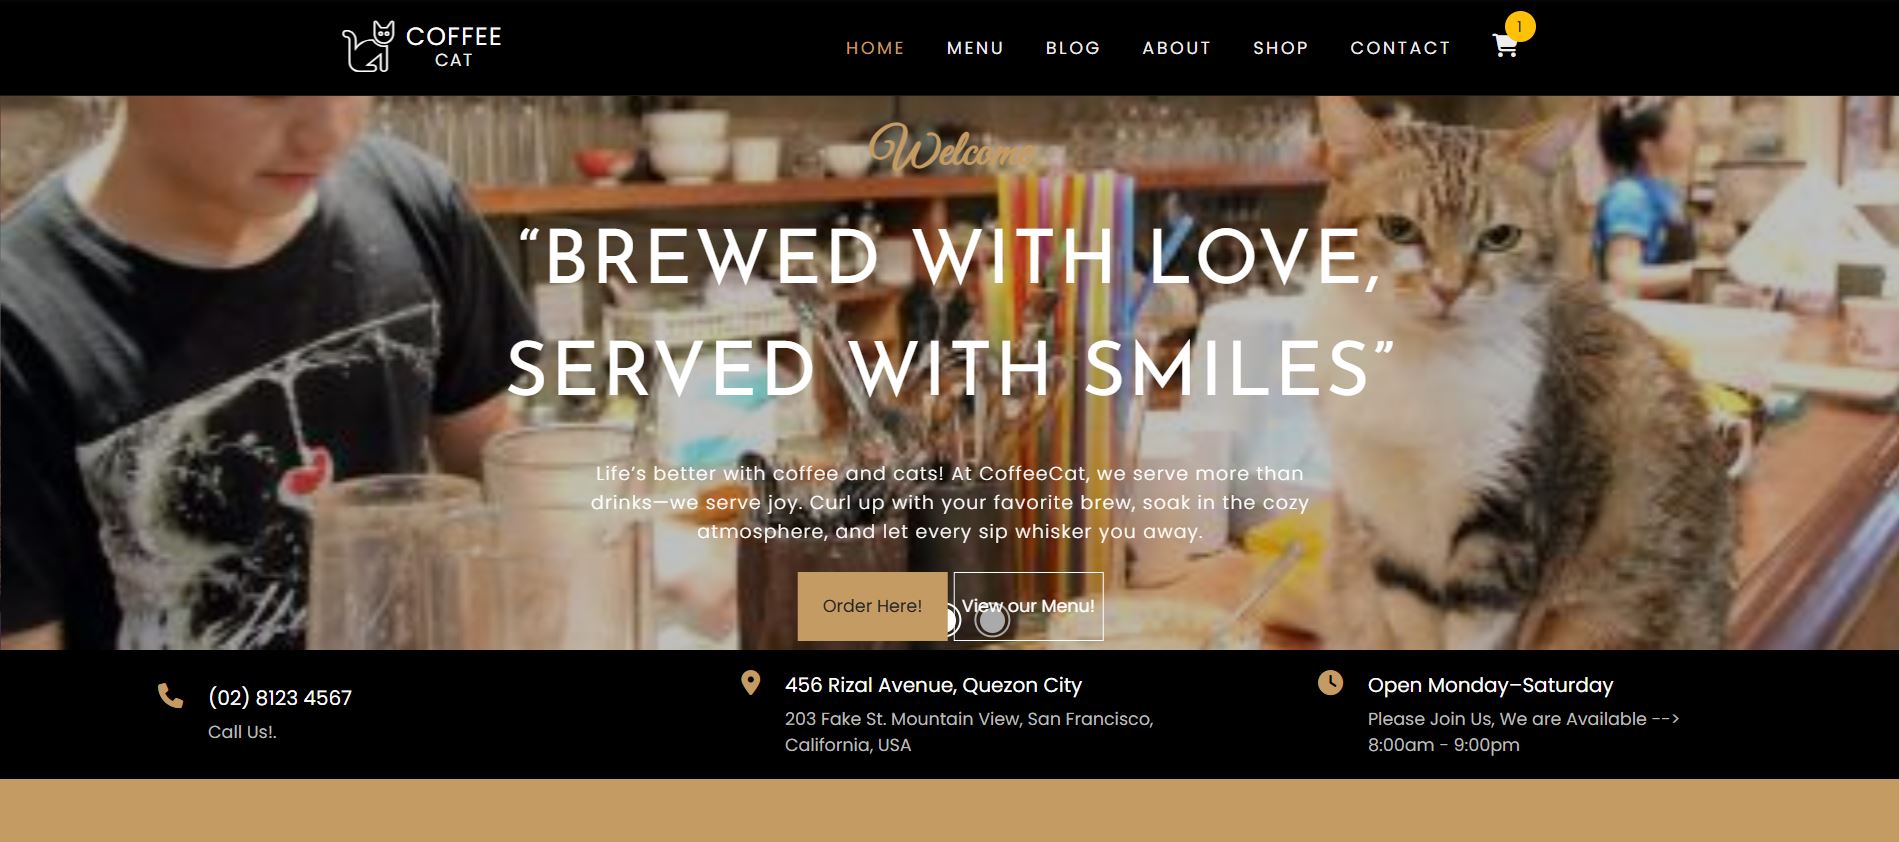 COFFEE
CAT
HOME MENU BLOG ABOUT SHOP CONTACT 1
Welcome
“BREWED WITH LOVE,
SERVED WITH SMILES”
Life’s better with coffee and cats! At CoffeeCat, we serve more than
drinks—we serve joy. Curl up with your favorite brew, soak in the cozy
atmosphere, and let every sip whisker you away.
Order Here! View our Menu!
(02) 8123 4567
Call Us!.
456 Rizal Avenue, Quezon City
203 Fake St. Mountain View, San Francisco,
California, USA
Open Monday–Saturday
Please Join Us, We are Available -->
8:00am - 9:00pm